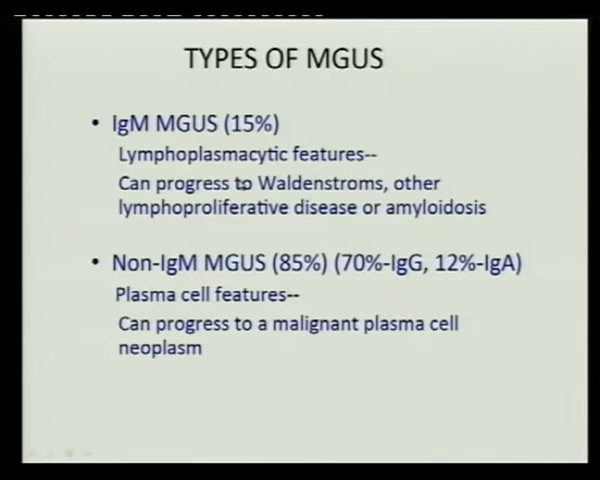 TYPES OF MGUS
• IgM MGUS (15%)
Lymphoplasmacytic features--
Can progress to Waldenstroms, other
lymphoproliferative disease or amyloidosis
• Non-IgM MGUS (85%) (70%-IgG, 12%-IgA)
Plasma cell features--
Can progress to a malignant plasma cell
neoplasm